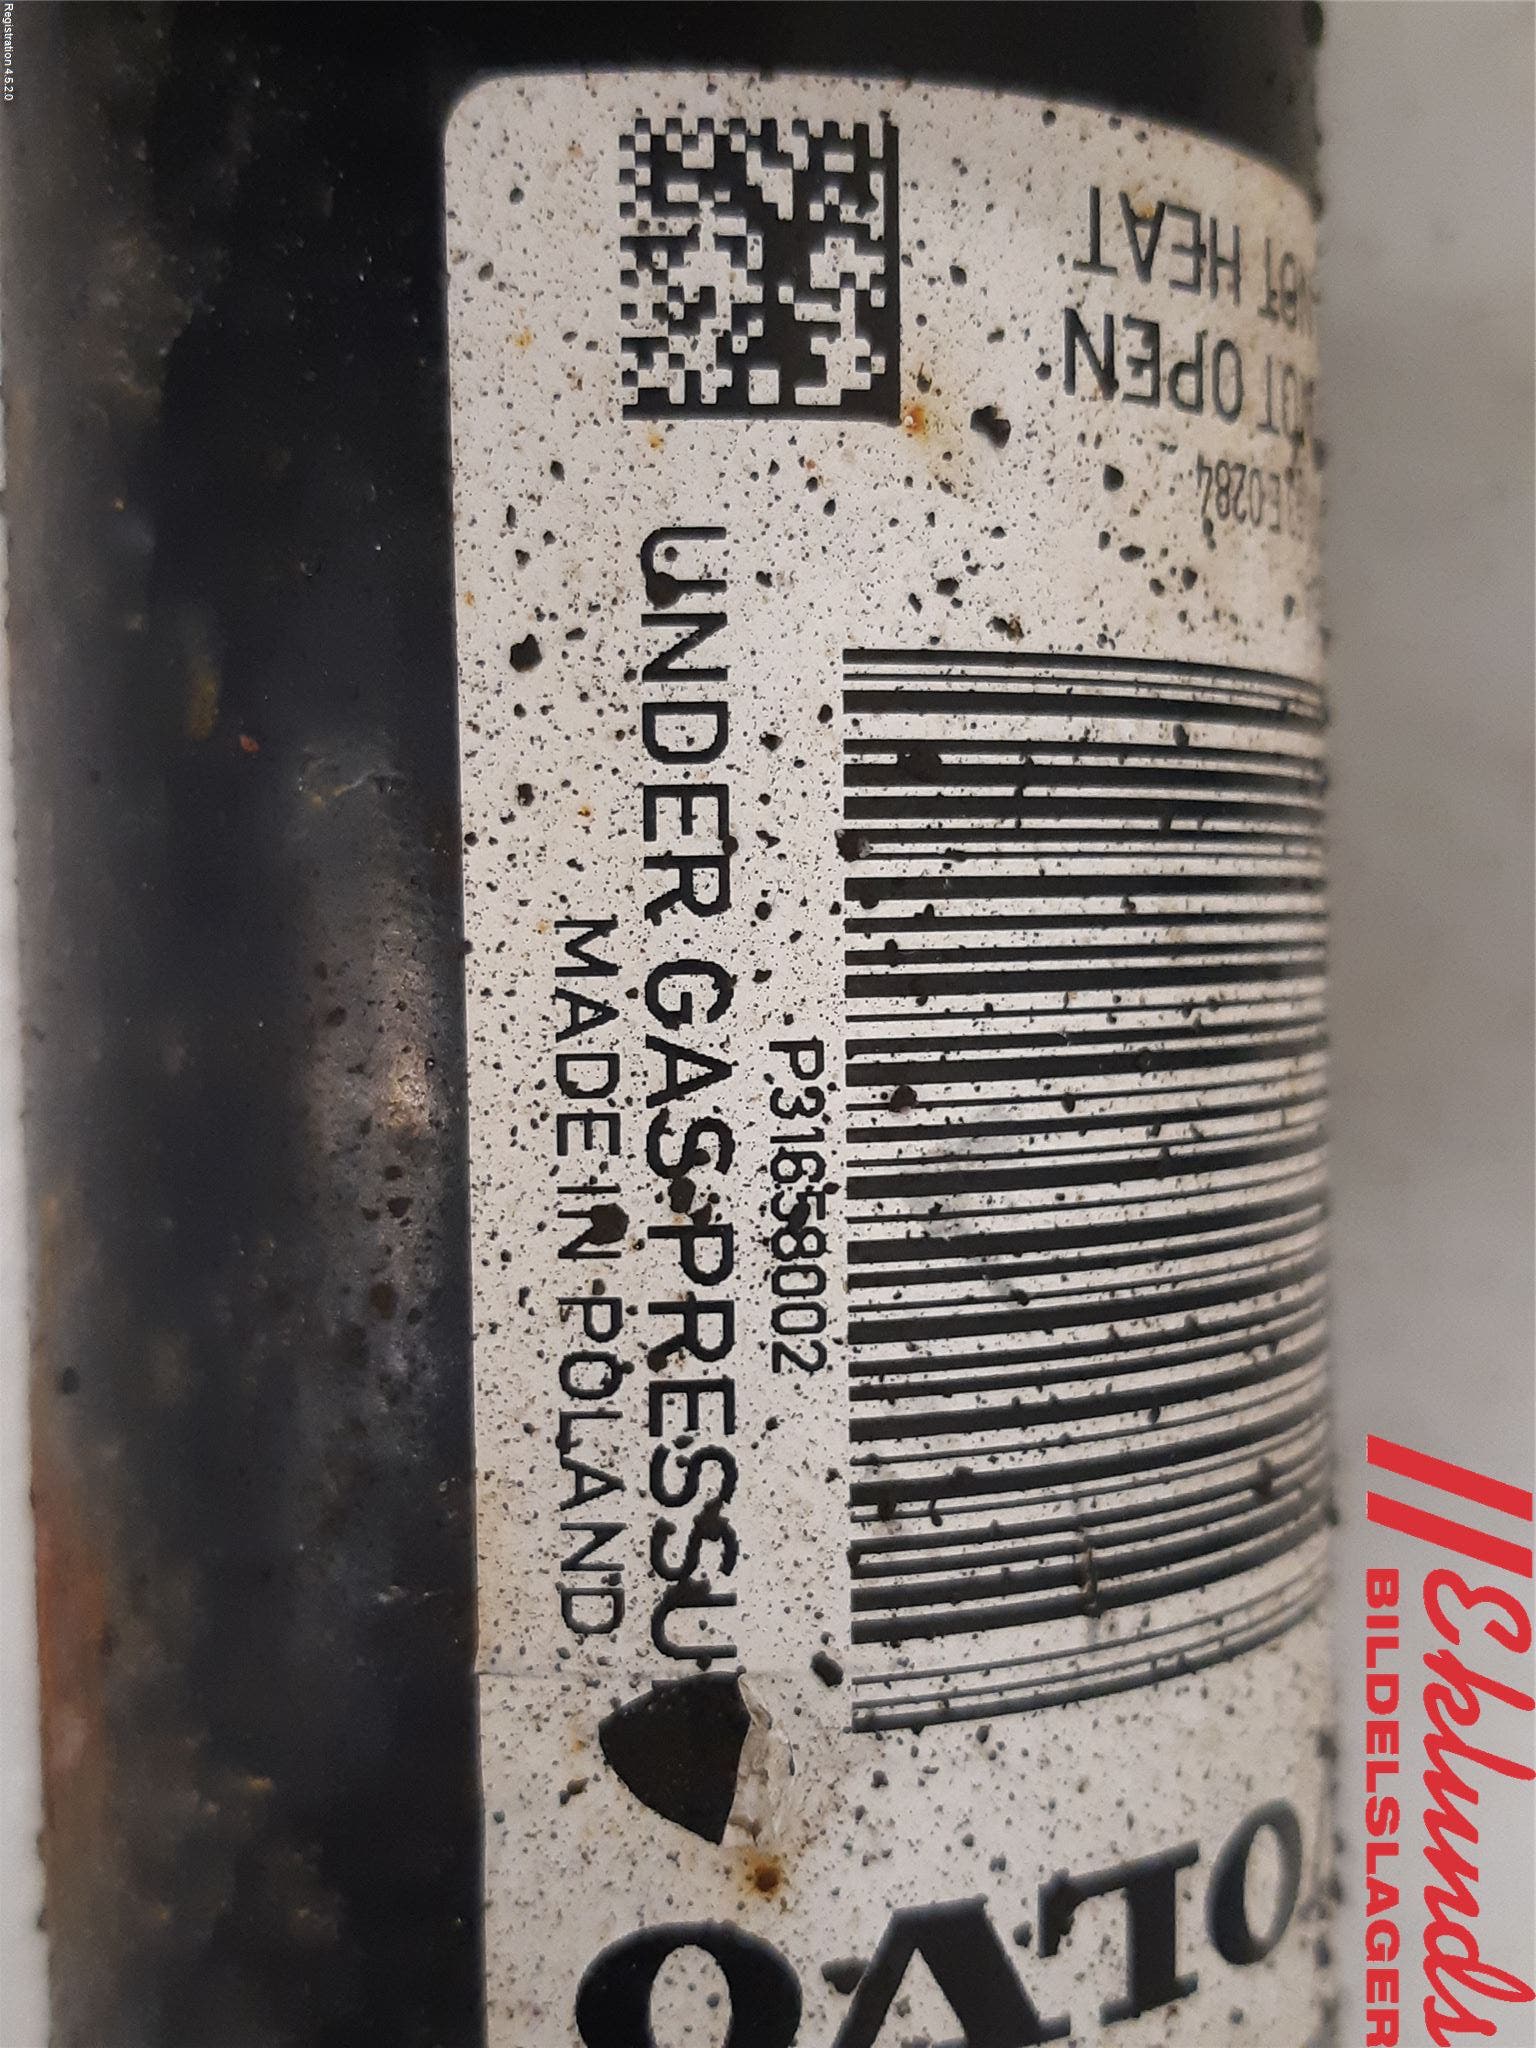 Registration 4.5.2.0
HEAT
OT OPEN
E0284
P31658002
UNDER GAS PRESSU
MADE IN POLAND
OLVO
Eklunds
BILDELSLAGER